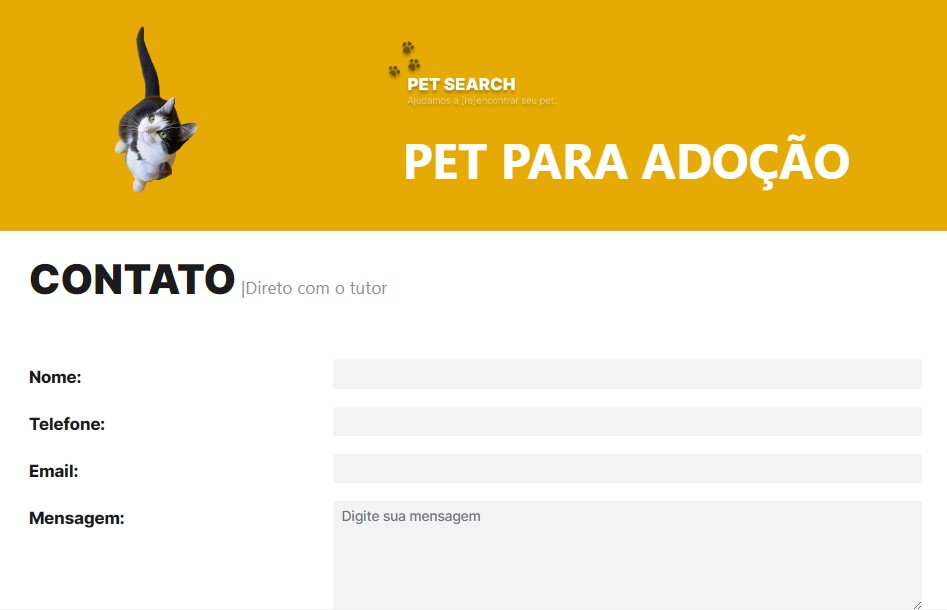 PET SEARCH
Ajudamos a [re]encontrar seu pet.
PET PARA ADOÇÃO
CONTATO |Direto com o tutor
Nome:
Telefone:
Email:
Mensagem:
Digite sua mensagem